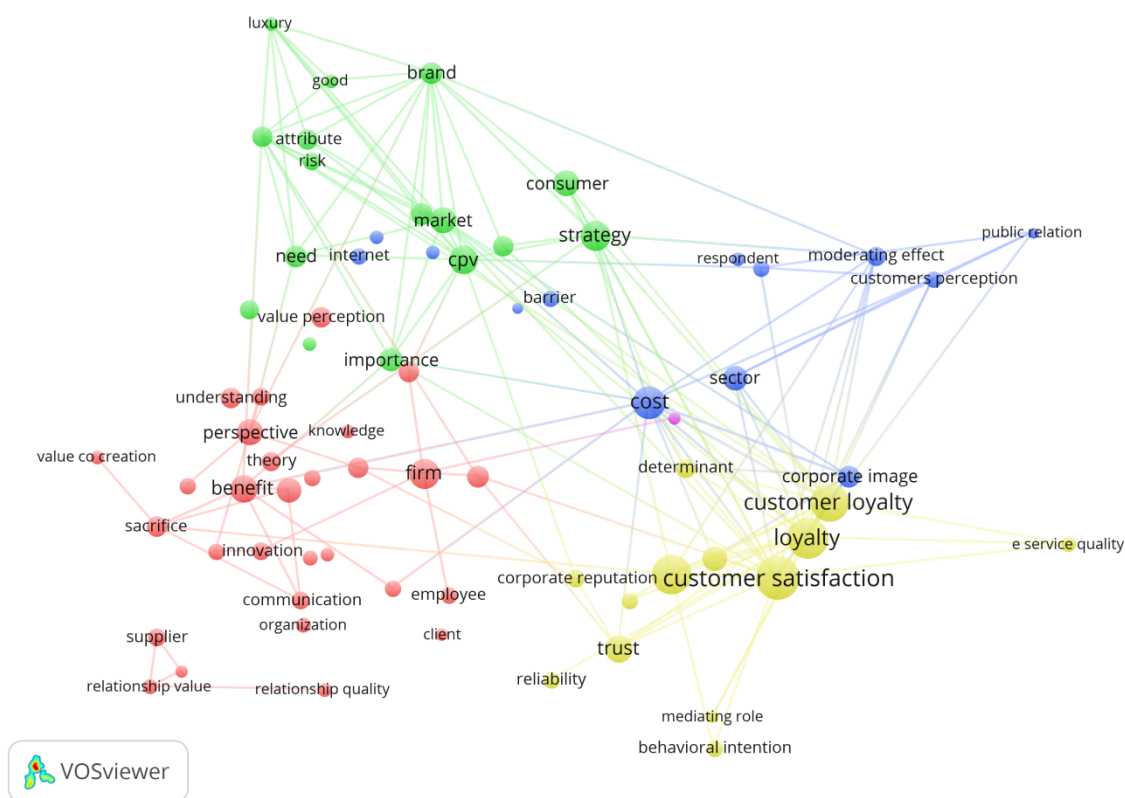 luxury
brand
good
attribute
risk
consumer
market
strategy
public relation
need
internet
cpv
respondent
moderating effect
customers perception
barrier
value perception
importance
sector
understanding
cost
perspective
knowledge
value co creation
theory
determinant
firm
corporate image
benefit
customer loyalty
sacrifice
loyalty
innovation
e service quality
corporate reputation
customer satisfaction
communication
employee
organization
client
supplier
trust
relationship value
relationship quality
reliability
mediating role
behavioral intention
VOSviewer